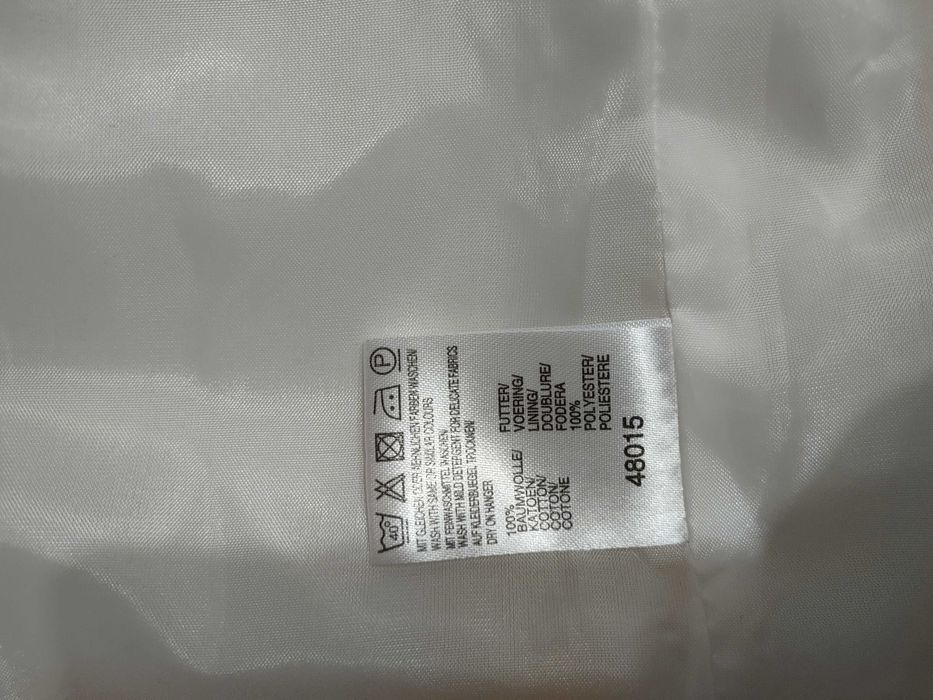 40°
P
MIT GLEICHEN ODER AEHNLICHEN FARBEN WASCHEN/
WASH WITH SAME OR SIMILAR COLOURS
MIT FEINWASCHMITTEL WASCHEN/
WASH WITH MILD DETERGENT FOR DELICATE FABRICS
AUF KLEIDERBUEGEL TROCKNEN/
DRY ON HANGER
100%
BAUMWOLLE/
KATOEN/
COTTON/
COTON/
COTONE
FUTTER/
VOERING/
LINING/
DOUBLURE/
FODERA
100%
POLYESTER/
POLIESTERE
48015